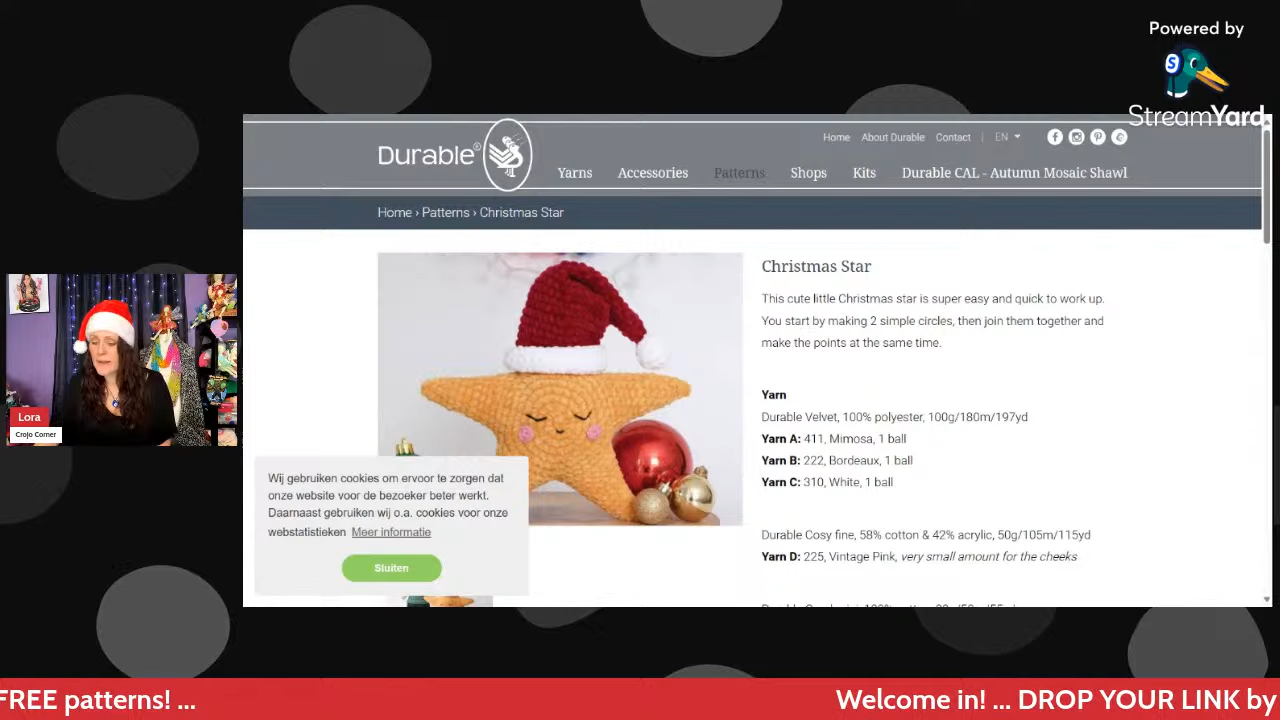 Powered by
StreamYard
Home About Durable Contact | EN
Durable®
Yarns Accessories Patterns Shops Kits Durable CAL - Autumn Mosaic Shawl
Home › Patterns › Christmas Star
Christmas Star
This cute little Christmas star is super easy and quick to work up.
You start by making 2 simple circles, then join them together and
make the points at the same time.
Yarn
Durable Velvet, 100% polyester, 100g/180m/197yd
Yarn A: 411, Mimosa, 1 ball
Yarn B: 222, Bordeaux, 1 ball
Yarn C: 310, White, 1 ball
Durable Cosy fine, 58% cotton & 42% acrylic, 50g/105m/115yd
Yarn D: 225, Vintage Pink, very small amount for the cheeks
Wij gebruiken cookies om ervoor te zorgen dat
onze website voor de bezoeker beter werkt.
Daarnaast gebruiken wij o.a. cookies voor onze
webstatistieken Meer informatie
Sluiten
Lora
Crojo Corner
FREE patterns! ...
Welcome in! ... DROP YOUR LINK by